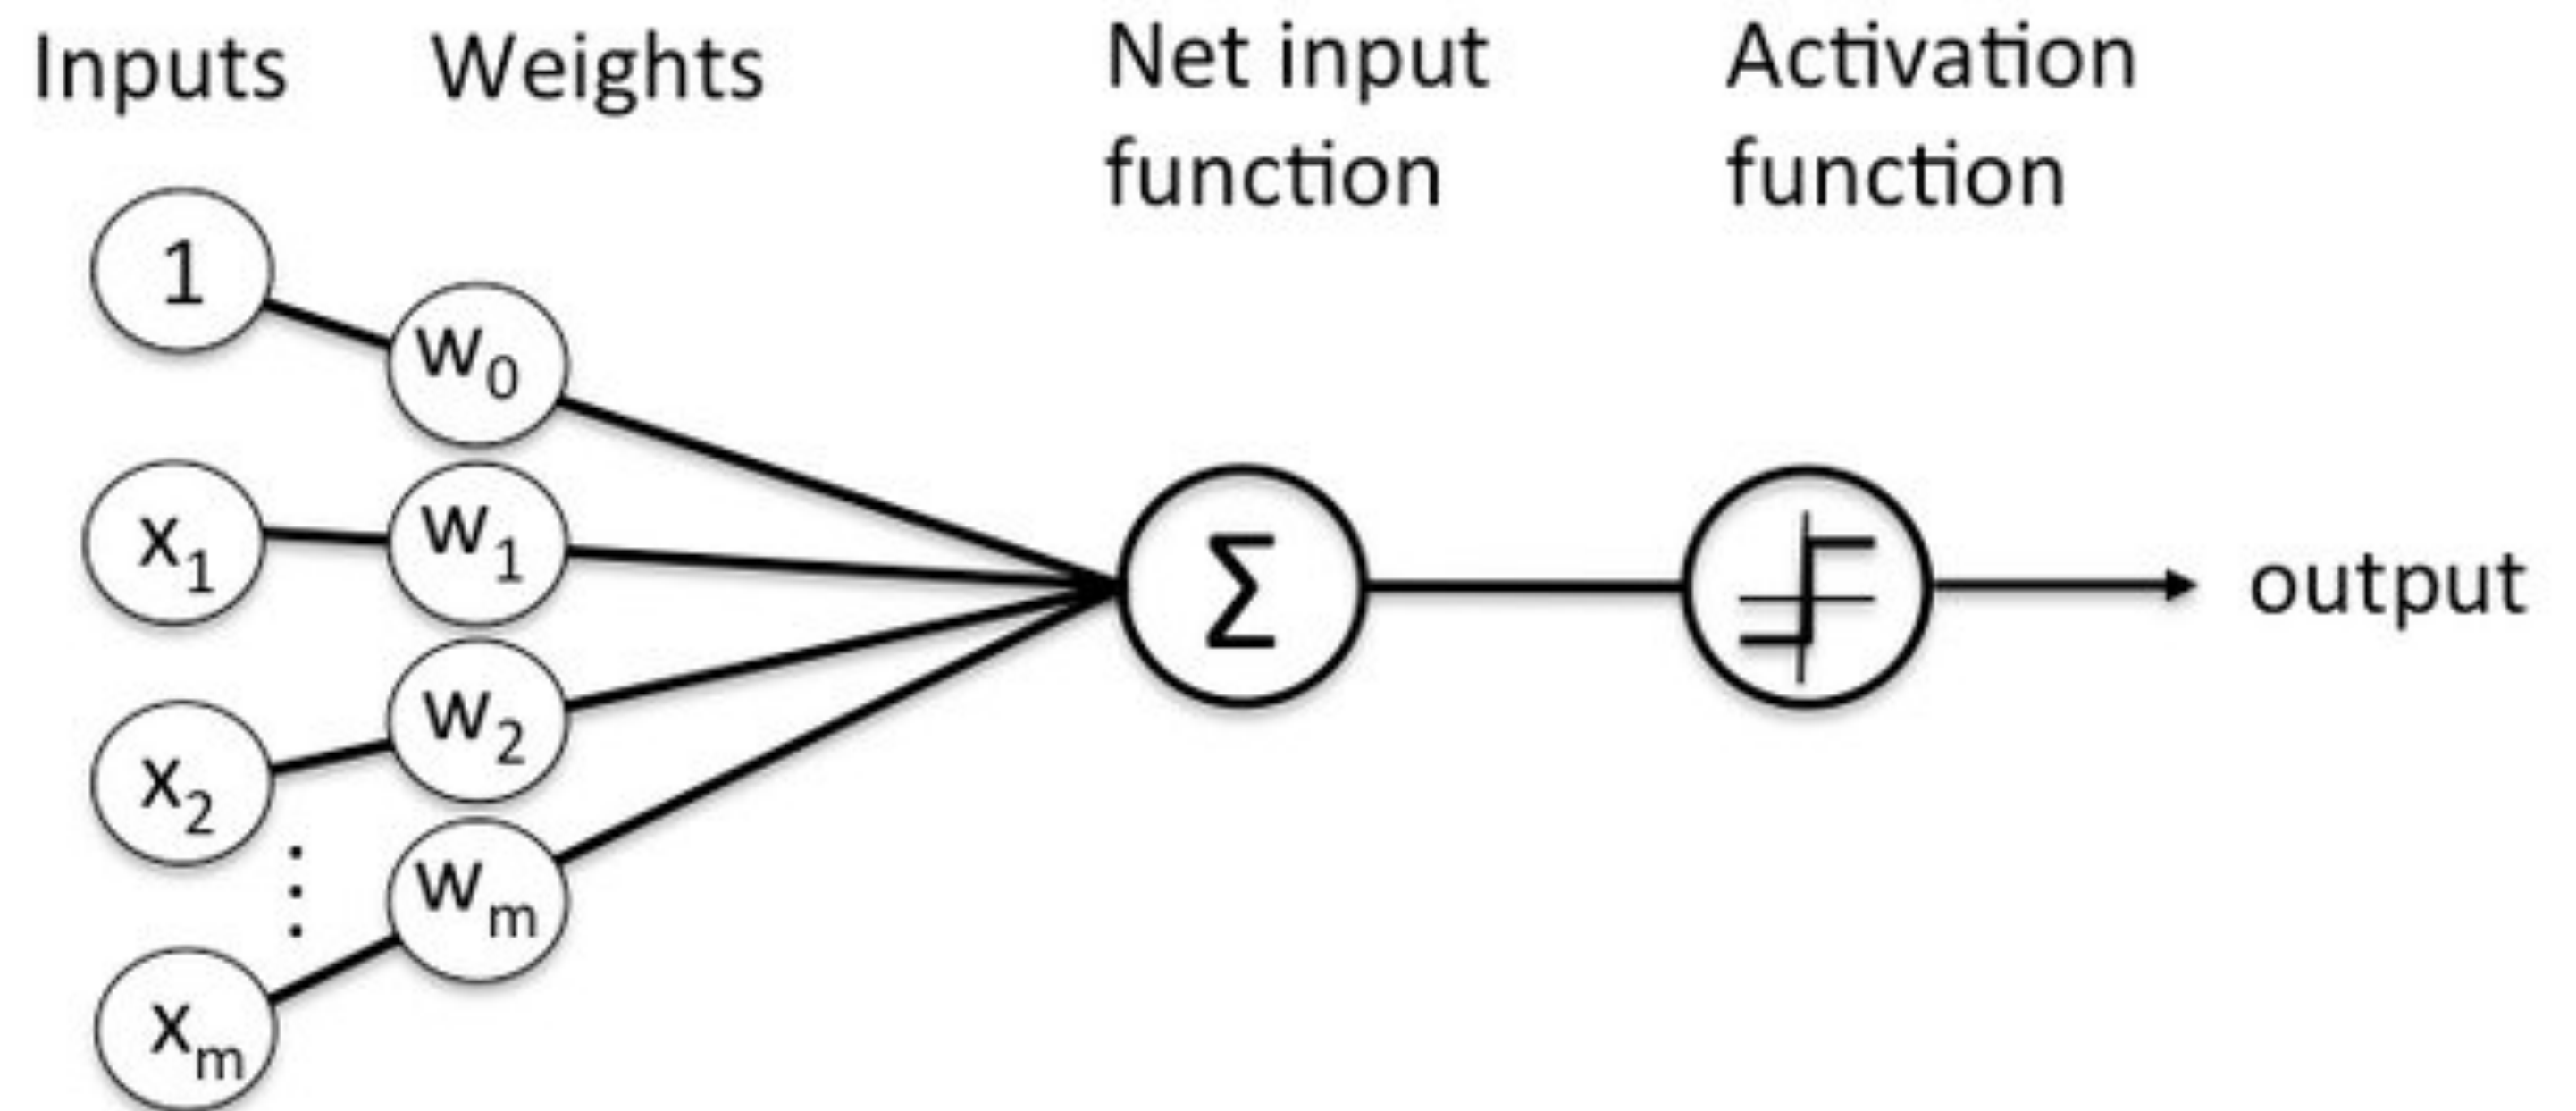 Inputs
Weights
Net input
function
Activation
function
1
w0
x1
w1
x2
w2
⋮
xm
wm
Σ
output